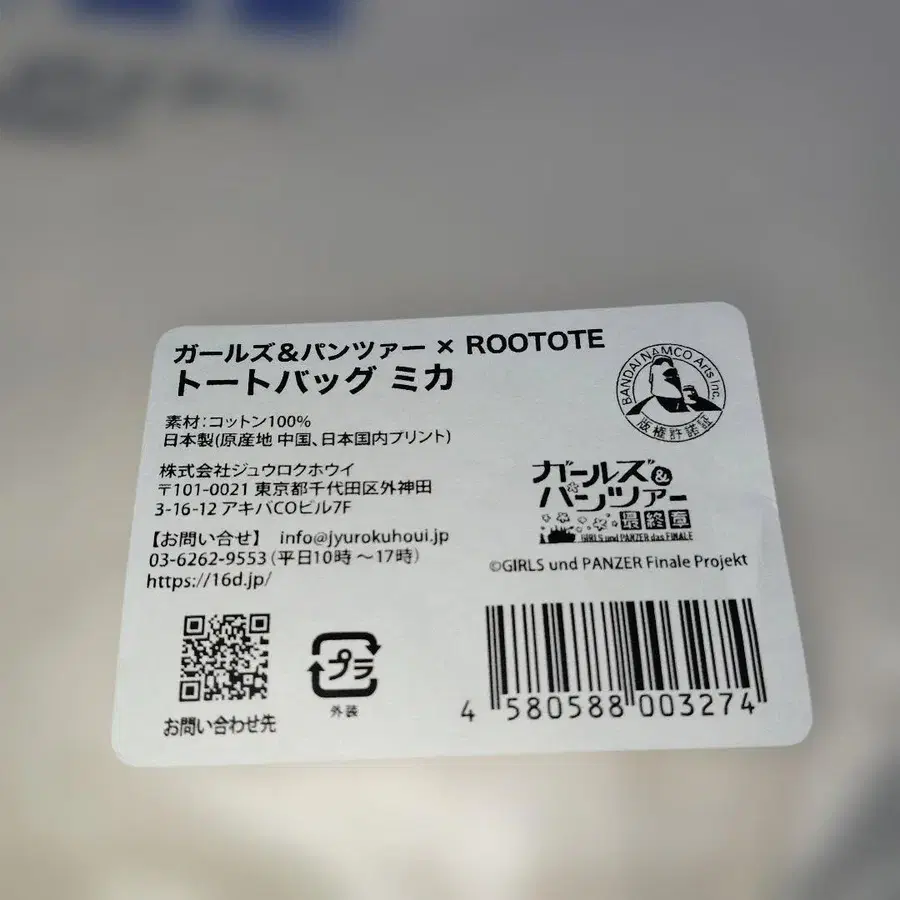 ガールズ&パンツァー × ROOTOTE
トートバッグ ミカ
素材:コットン100%
日本製(原産地 中国、日本国内プリント)
株式会社ジュウロクホウイ
〒101-0021 東京都千代田区外神田
3-16-12 アキバCOビル7F
【お問い合せ】 info@jyurokuhoui.jp
03-6262-9553 (平日10時~17時)
https://16d.jp/
お問い合わせ先
プラ
外装
BANDAI NAMCO Arts Inc.
版権許諾証
ガールズ&
パンツァー
最終章
GIRLS und PANZER das FINALE
©GIRLS und PANZER Finale Projekt
4 580588 003274